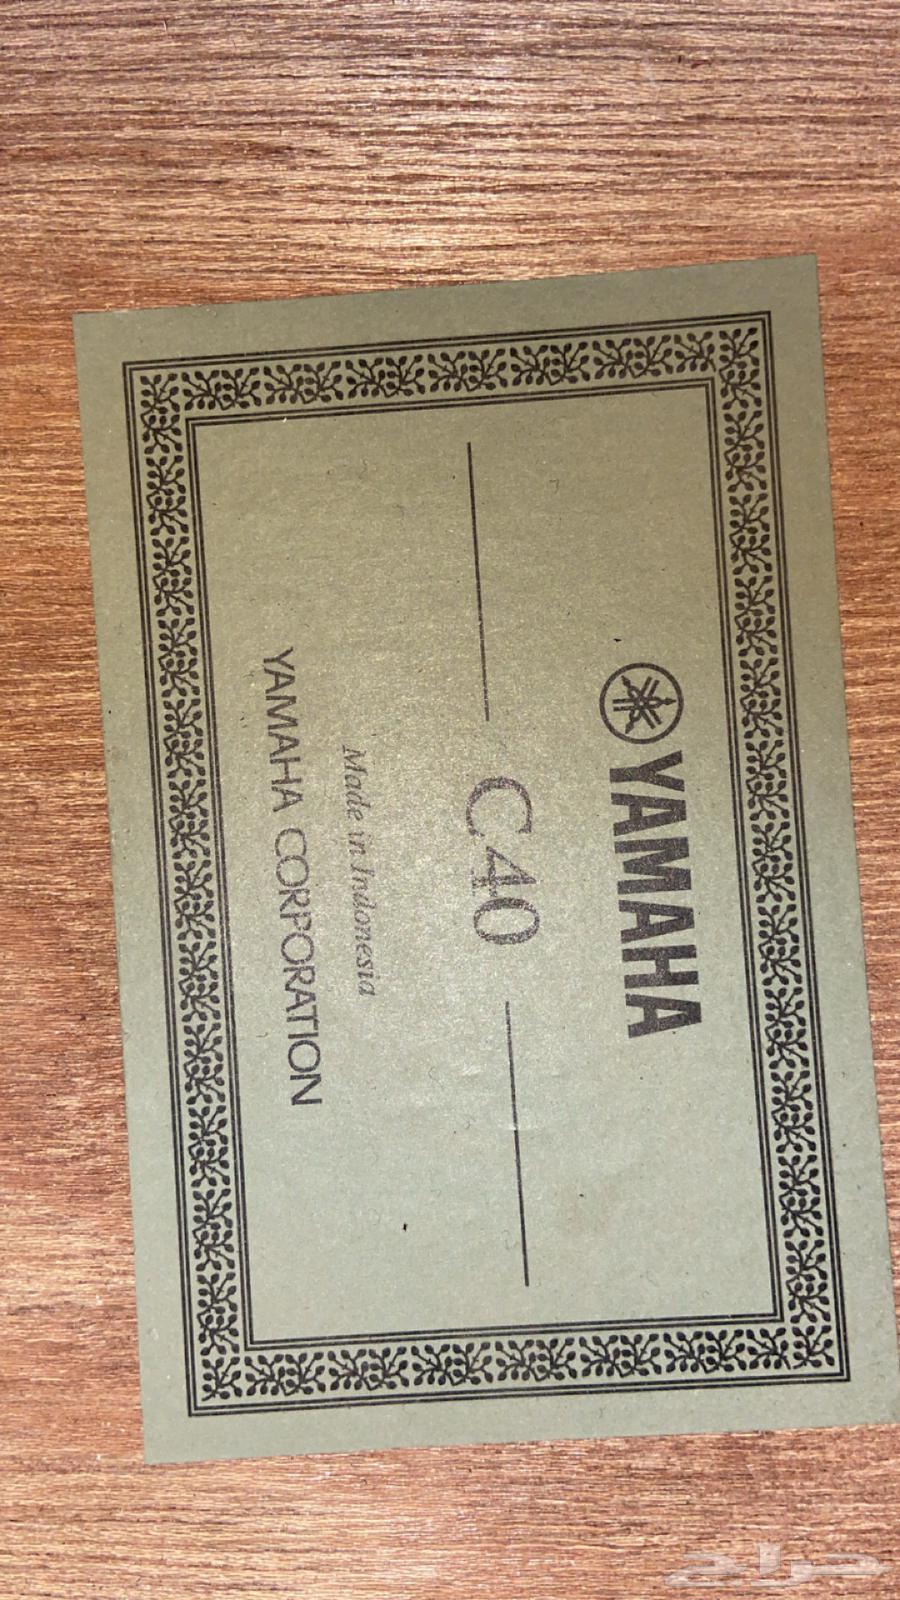 YAMAHA
C40
Made in Indonesia
YAMAHA CORPORATION
حراج